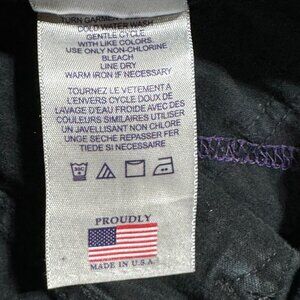 TURN GARMENT
COLD WATER WASH
GENTLE CYCLE
WITH LIKE COLORS.
USE ONLY NON-CHLORINE
BLEACH
LINE DRY
WARM IRON IF NECESSARY
TOURNEZ LE VETEMENT A
L'ENVERS CYCLE DOUX DE
LAVAGE D'EAU FROIDE AVEC DES
COULEURS SIMILAIRES UTILISER
UN JAVELLISANT NON CHLORE
UNGE SECHE REPASSER FER
TIEDE SI NECESSAIRE
PROUDLY
MADE IN U.S.A.